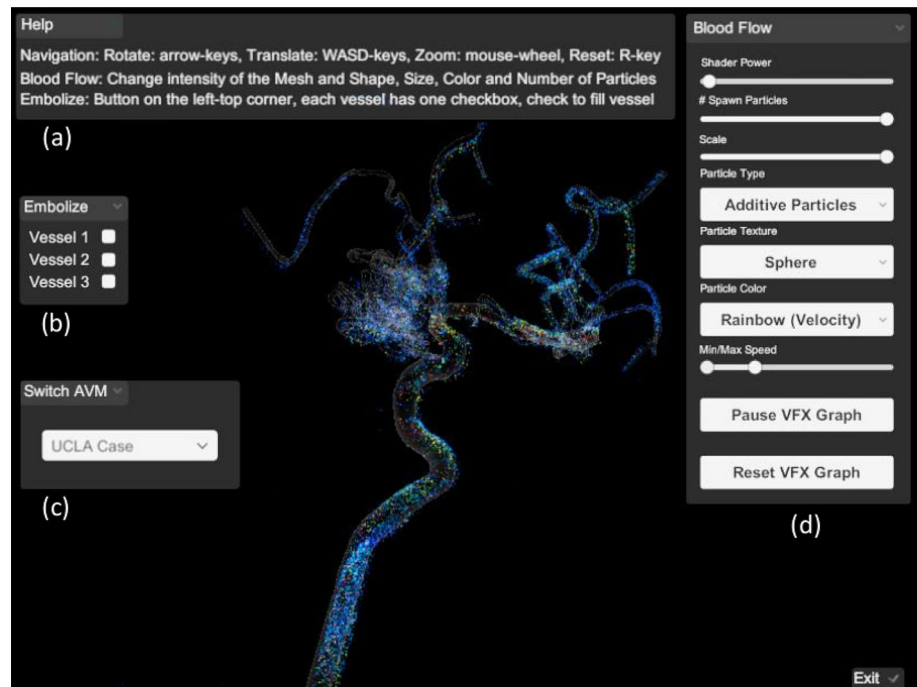 Help
Navigation: Rotate: arrow-keys, Translate: WASD-keys, Zoom: mouse-wheel, Reset: R-key
Blood Flow: Change intensity of the Mesh and Shape, Size, Color and Number of Particles
Embolize: Button on the left-top corner, each vessel has one checkbox, check to fill vessel
(a)
Embolize
Vessel 1
Vessel 2
Vessel 3
(b)
Switch AVM
UCLA Case
(c)
Blood Flow
Shader Power
# Spawn Particles
Scale
Particle Type
Additive Particles
Particle Texture
Sphere
Particle Color
Rainbow (Velocity)
Min/Max Speed
Pause VFX Graph
Reset VFX Graph
(d)
Exit